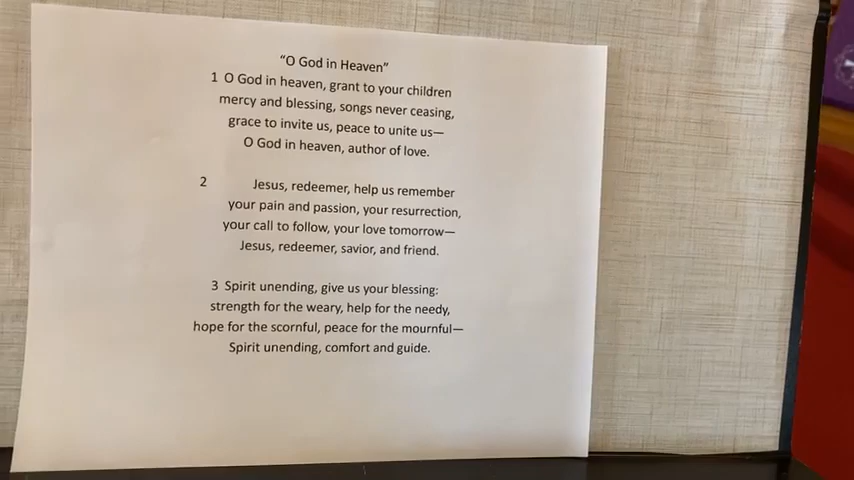 “O God in Heaven”
1 O God in heaven, grant to your children
mercy and blessing, songs never ceasing,
grace to invite us, peace to unite us—
O God in heaven, author of love.
2 Jesus, redeemer, help us remember
your pain and passion, your resurrection,
your call to follow, your love tomorrow—
Jesus, redeemer, savior, and friend.
3 Spirit unending, give us your blessing:
strength for the weary, help for the needy,
hope for the scornful, peace for the mournful—
Spirit unending, comfort and guide.